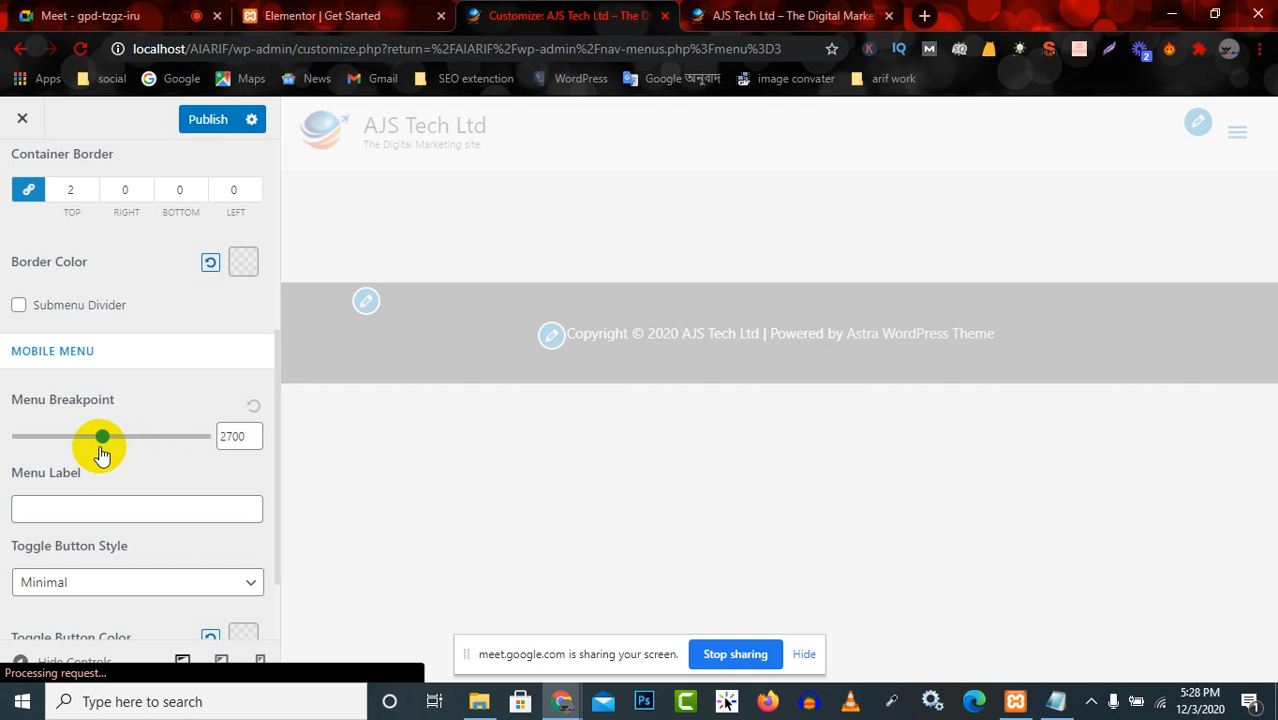 Meet - gpd-tzgz-iru
Elementor | Get Started
Customize: AJS Tech Ltd – The D
AJS Tech Ltd – The Digital Marke
localhost/AIARIF/wp-admin/customize.php?return=%2FAIARIF%2Fwp-admin%2Fnav-menus.php%3Fmenu%3D3
Apps
social
Google
Maps
News
Gmail
SEO extenction
WordPress
Google অনুবাদ
image convater
arif work
Publish
AJS Tech Ltd
The Digital Marketing site
Container Border
2
0
0
0
TOP
RIGHT
BOTTOM
LEFT
Border Color
Submenu Divider
Copyright © 2020 AJS Tech Ltd | Powered by Astra WordPress Theme
MOBILE MENU
Menu Breakpoint
2700
Menu Label
Toggle Button Style
Minimal
Toggle Button Color
Hide Controls
meet.google.com is sharing your screen.
Stop sharing
Hide
Processing request...
Type here to search
5:28 PM
12/3/2020